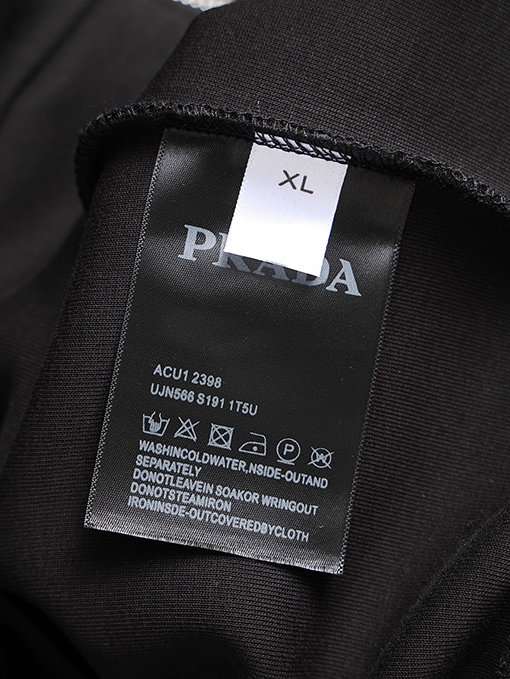 XL
PRADA
ACU1 2398
UJN566 S191 1T5U
P
WASHINCOLDWATER,NSIDE-OUTAND
SEPARATELY
DONOTLEAVEIN SOAKOR WRINGOUT
DONOTSTEAMIRON
IRONINSDE-OUTCOVEREDBYCLOTH